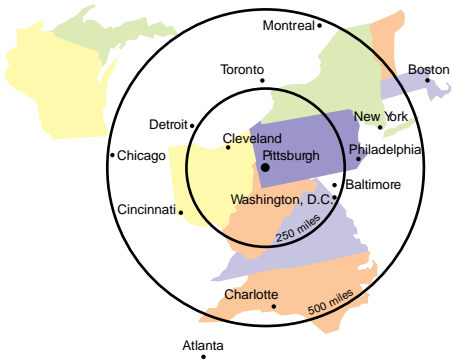 Montreal
Toronto
Boston
New York
Detroit
Cleveland
Philadelphia
Chicago
Pittsburgh
Baltimore
Washington, D.C.
Cincinnati
250 miles
Charlotte
500 miles
Atlanta